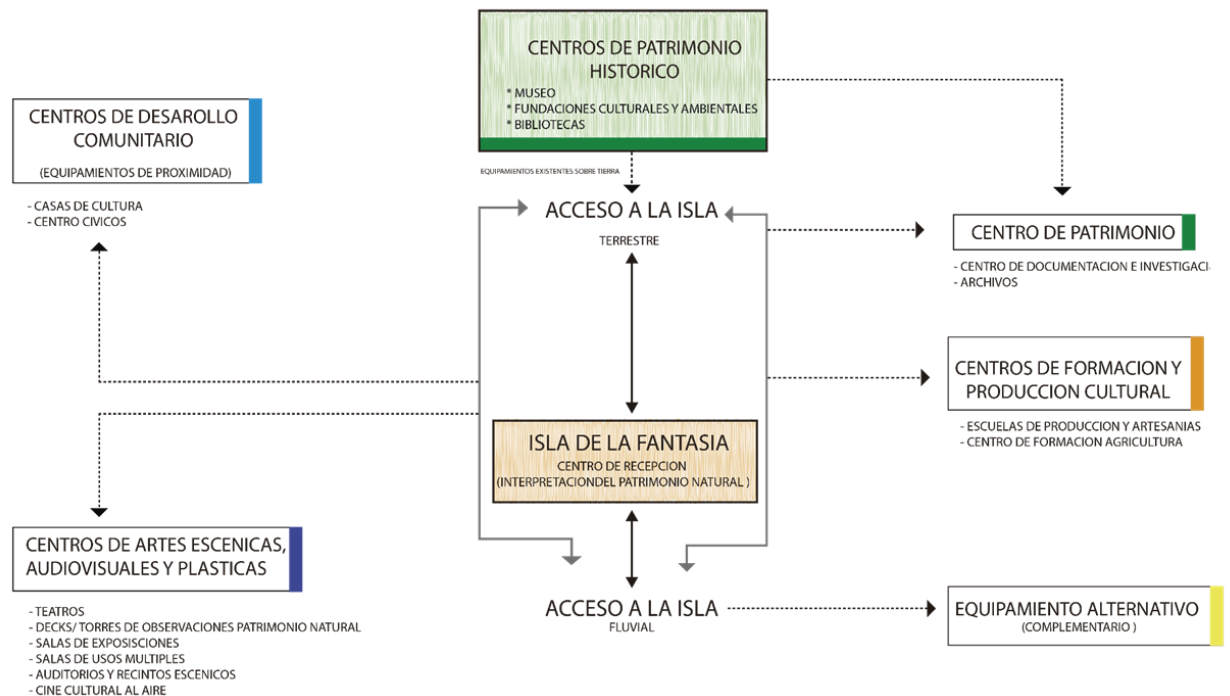 CENTROS DE PATRIMONIO
HISTORICO
* MUSEO
* FUNDACIONES CULTURALES Y AMBIENTALES
* BIBLIOTECAS
CENTROS DE DESAROLLO
COMUNITARIO
(EQUIPAMIENTOS DE PROXIMIDAD)
- CASAS DE CULTURA
- CENTRO CIVICOS
EQUIPAMIENTOS EXISTENTES SOBRE TIERRA
ACCESO A LA ISLA
TERRESTRE
CENTRO DE PATRIMONIO
- CENTRO DE DOCUMENTACION E INVESTIGACI
- ARCHIVOS
CENTROS DE FORMACION Y
PRODUCCION CULTURAL
- ESCUELAS DE PRODUCCION Y ARTESANIAS
- CENTRO DE FORMACION AGRICULTURA
ISLA DE LA FANTASIA
CENTRO DE RECEPCION
(INTERPRETACIONDEL PATRIMONIO NATURAL )
CENTROS DE ARTES ESCENICAS,
AUDIOVISUALES Y PLASTICAS
- TEATROS
- DECKS/ TORRES DE OBSERVACIONES PATRIMONIO NATURAL
- SALAS DE EXPOSISCIONES
- SALAS DE USOS MULTIPLES
- AUDITORIOS Y RECINTOS ESCENICOS
- CINE CULTURAL AL AIRE
ACCESO A LA ISLA
FLUVIAL
EQUIPAMIENTO ALTERNATIVO
(COMPLEMENTARIO )